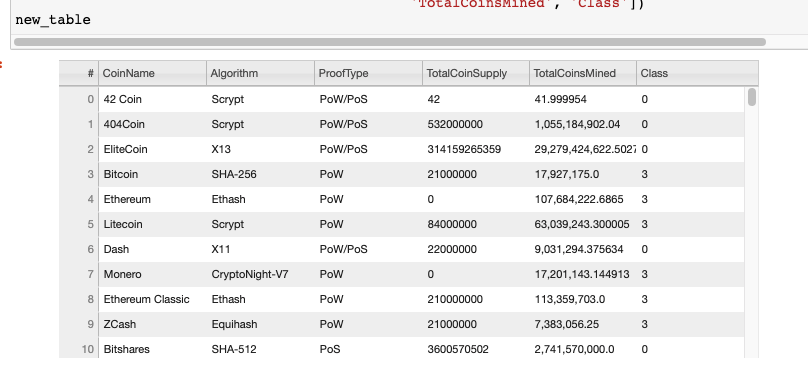 'TotalCoinsMined', 'Class'])
new_table
# CoinName Algorithm ProofType TotalCoinSupply TotalCoinsMined Class
0 42 Coin Scrypt PoW/PoS 42 41.999954 0
1 404Coin Scrypt PoW/PoS 532000000 1,055,184,902.04 0
2 EliteCoin X13 PoW/PoS 314159265359 29,279,424,622.5027 0
3 Bitcoin SHA-256 PoW 21000000 17,927,175.0 3
4 Ethereum Ethash PoW 0 107,684,222.6865 3
5 Litecoin Scrypt PoW 84000000 63,039,243.300005 3
6 Dash X11 PoW/PoS 22000000 9,031,294.375634 0
7 Monero CryptoNight-V7 PoW 0 17,201,143.144913 3
8 Ethereum Classic Ethash PoW 210000000 113,359,703.0 3
9 ZCash Equihash PoW 21000000 7,383,056.25 3
10 Bitshares SHA-512 PoS 3600570502 2,741,570,000.0 0